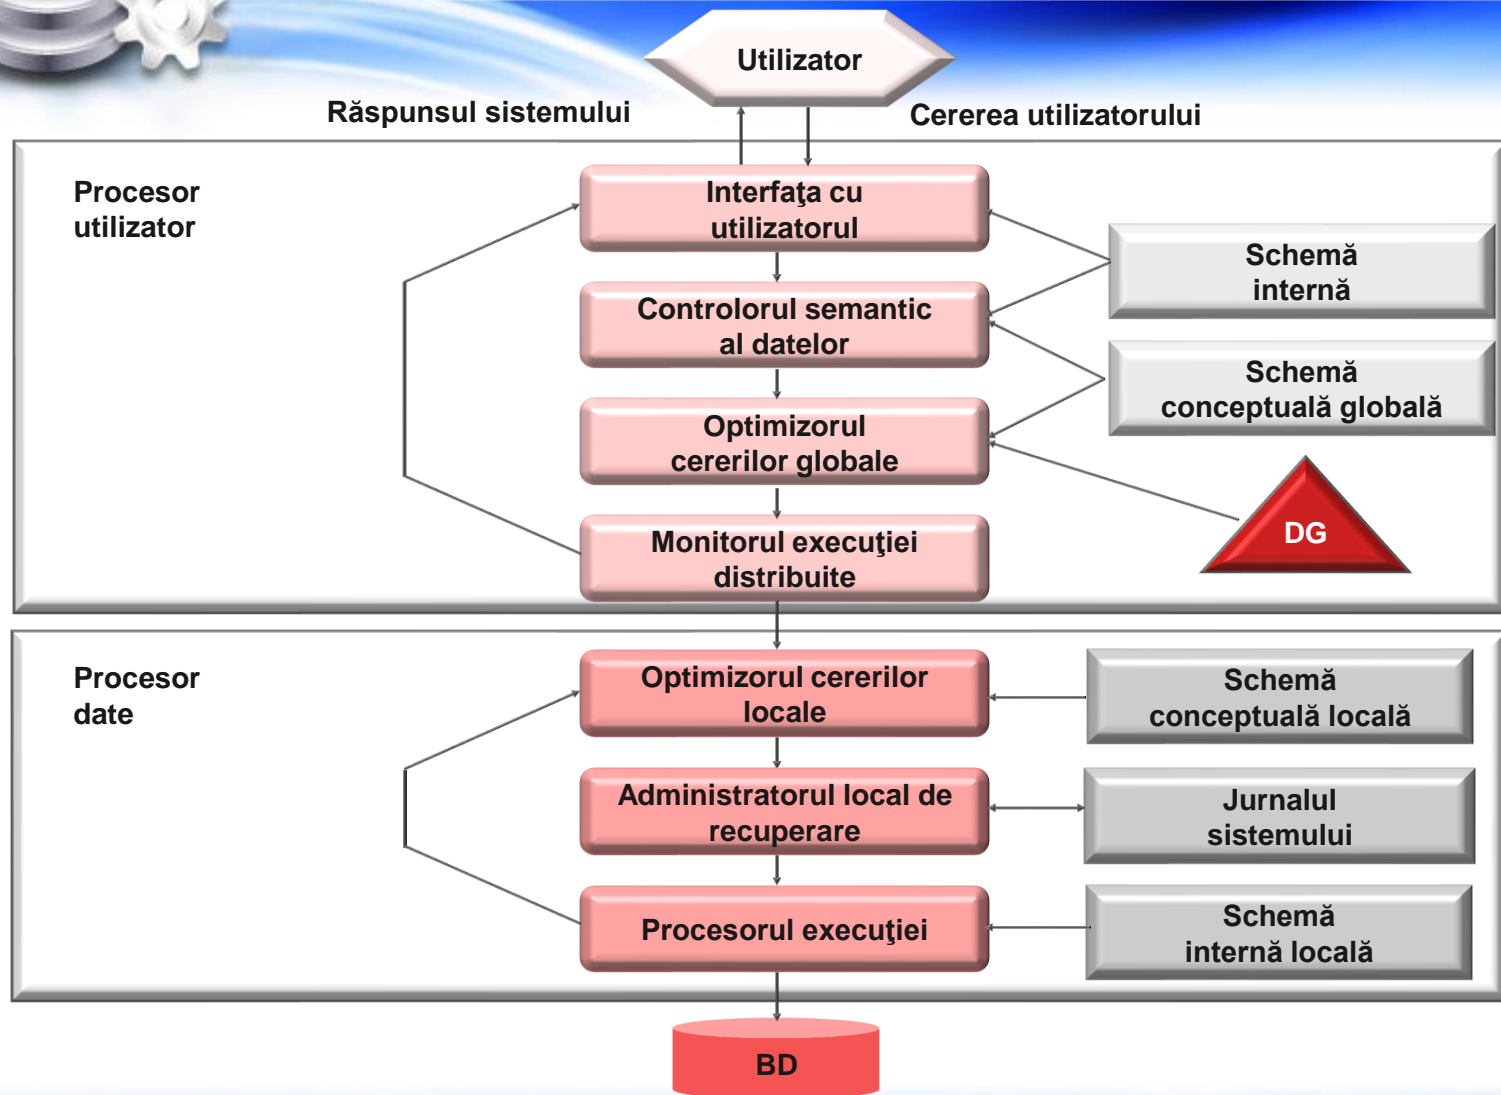 Utilizator
Răspunsul sistemului
Cererea utilizatorului
Procesor
utilizator
Interfaţa cu
utilizatorul
Schemă
internă
Controlorul semantic
al datelor
Schemă
conceptuală globală
Optimizorul
cererilor globale
DG
Monitorul execuţiei
distribuite
Procesor
date
Optimizorul cererilor
locale
Schemă
conceptuală locală
Administratorul local de
recuperare
Jurnalul
sistemului
Procesorul execuţiei
Schemă
internă locală
BD